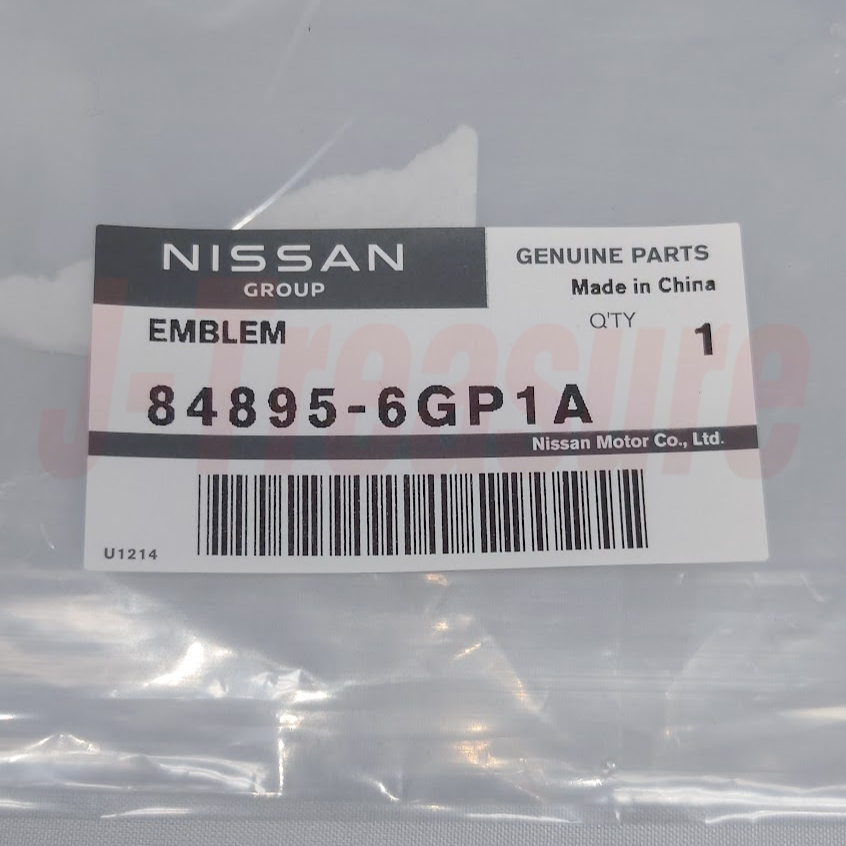 NISSAN
GROUP
GENUINE PARTS
Made in China
EMBLEM
Q'TY 1
84895-6GP1A
Nissan Motor Co., Ltd.
U1214
J-Treasure